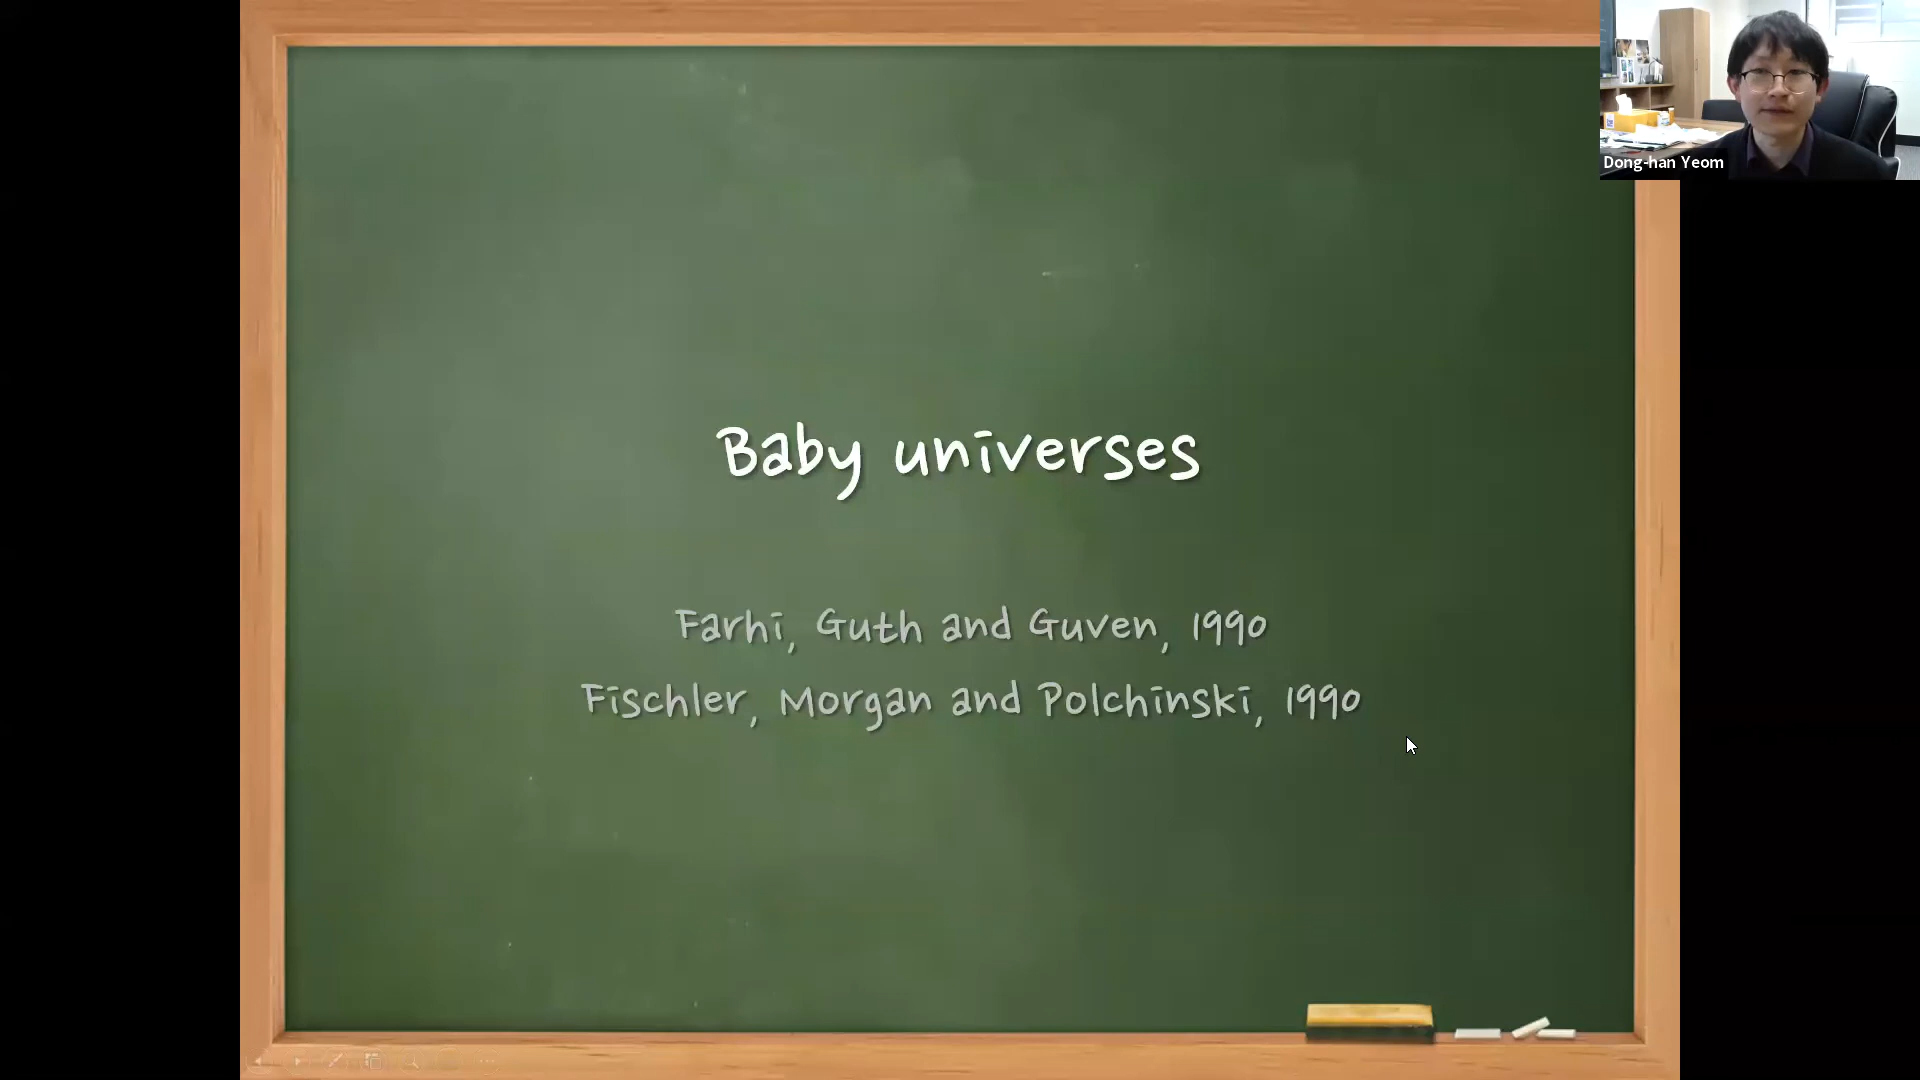 Dong-han Yeom
Baby universes
Farhi, Guth and Guven, 1990
Fischler, Morgan and Polchinski, 1990